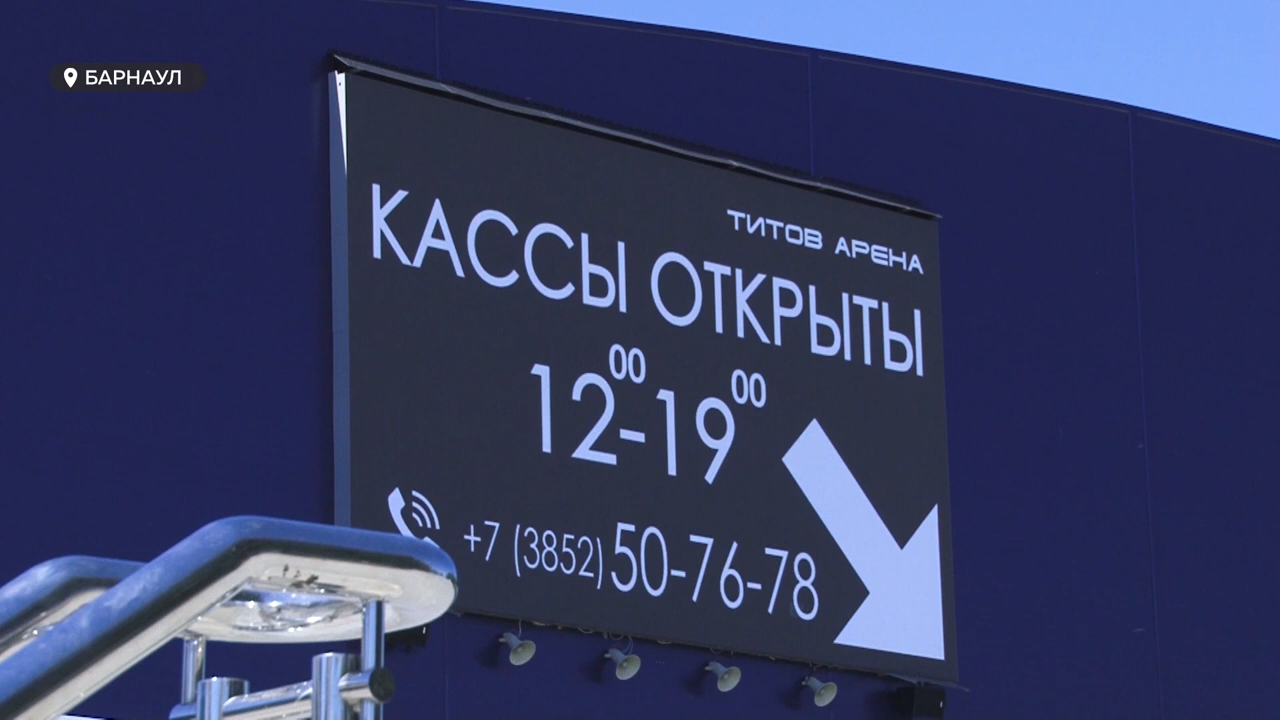 БАРНАУЛ
ТИТОВ АРЕНА
КАССЫ ОТКРЫТЫ
12⁰⁰-19⁰⁰
+7 (3852) 50-76-78